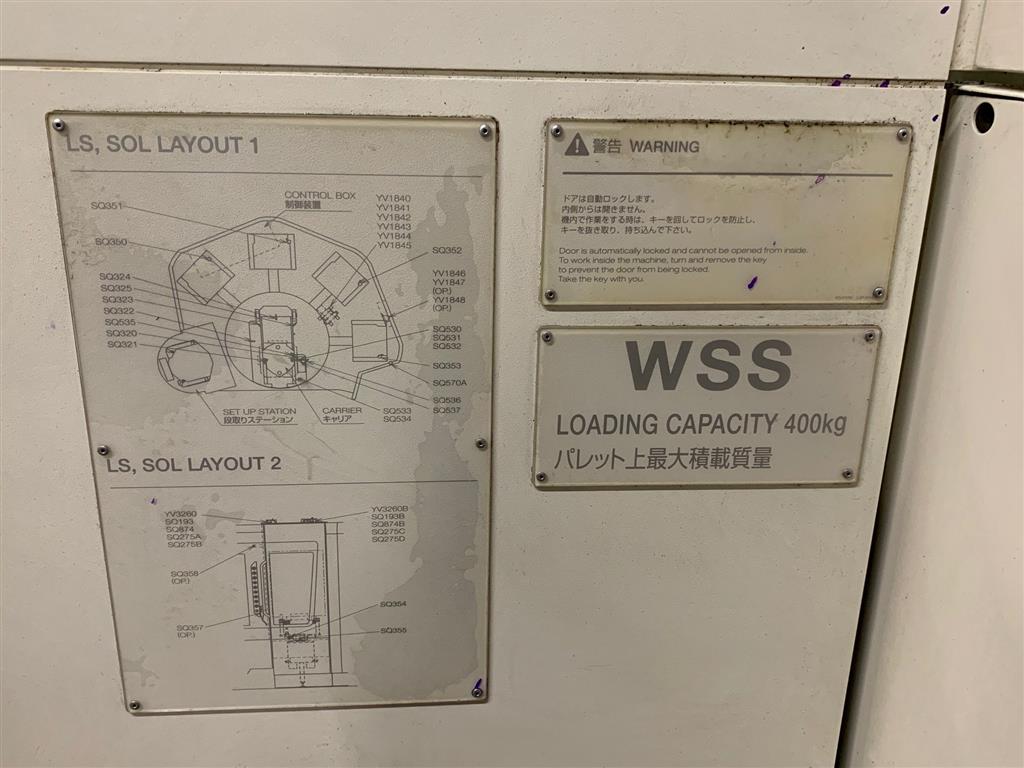 LS, SOL LAYOUT 1
SQ351
CONTROL BOX
制御装置
YV1840
YV1841
YV1842
YV1843
YV1844
YV1845
SQ350
SQ352
SQ324
SQ325
SQ323
SQ322
SQ535
SQ320
SQ321
YV1846
YV1847
(OP.)
YV1848
(OP.)
SQ530
SQ531
SQ532
SQ353
SQ570A
SQ536
SQ537
SET UP STATION
段取りステーション
CARRIER
キャリア
SQ533
SQ534
LS, SOL LAYOUT 2
YV3260
SQ193
SQ874
SQ275A
SQ275B
YV3260B
SQ193B
SQ874B
SQ275C
SQ275D
SQ358
(OP.)
SQ357
(OP.)
SQ354
SQ355
警告 WARNING
ドアは自動ロックします。
内側からは開きません。
機内で作業をする時は、キーを回してロックを防止し、
キーを抜き取り、持ち込んで下さい。
Door is automatically locked and cannot be opened from inside.
To work inside the machine, turn and remove the key
to prevent the door from being locked.
Take the key with you.
WSS
LOADING CAPACITY 400kg
パレット上最大積載質量